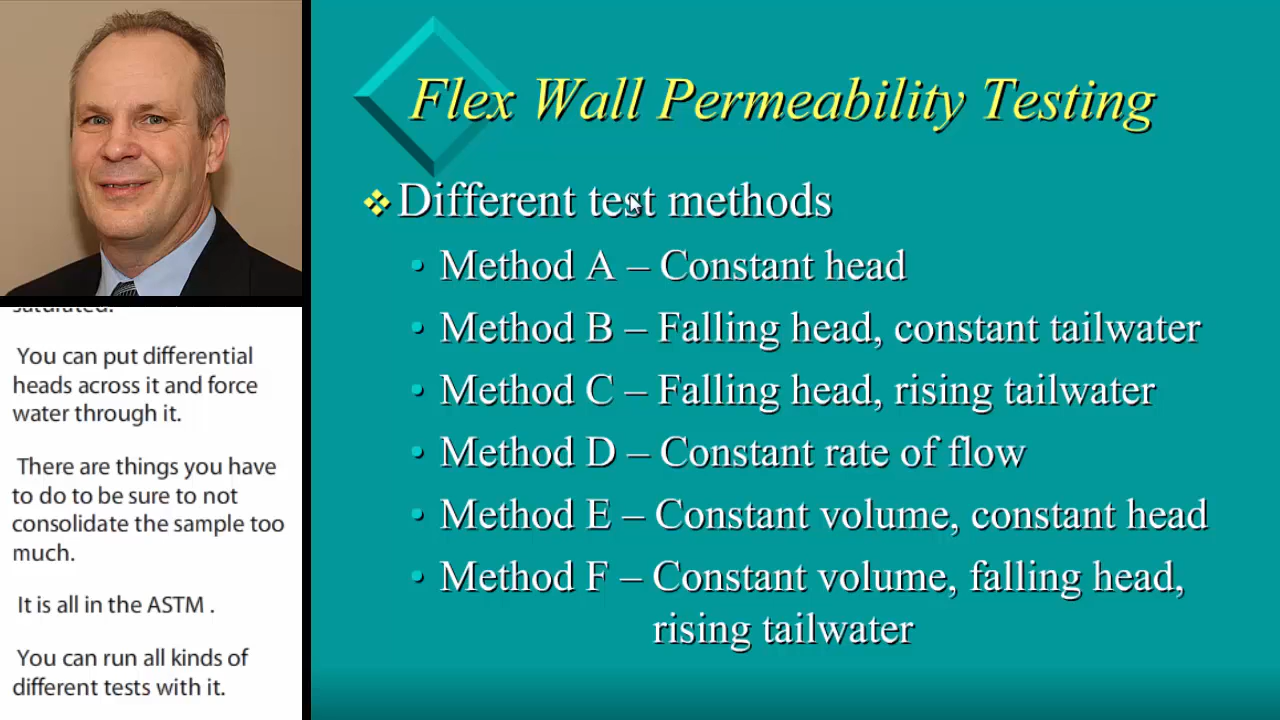 Flex Wall Permeability Testing
Different test methods
• Method A – Constant head
• Method B – Falling head, constant tailwater
• Method C – Falling head, rising tailwater
• Method D – Constant rate of flow
• Method E – Constant volume, constant head
• Method F – Constant volume, falling head,
rising tailwater
saturated.
You can put differential
heads across it and force
water through it.
There are things you have
to do to be sure to not
consolidate the sample too
much.
It is all in the ASTM .
You can run all kinds of
different tests with it.